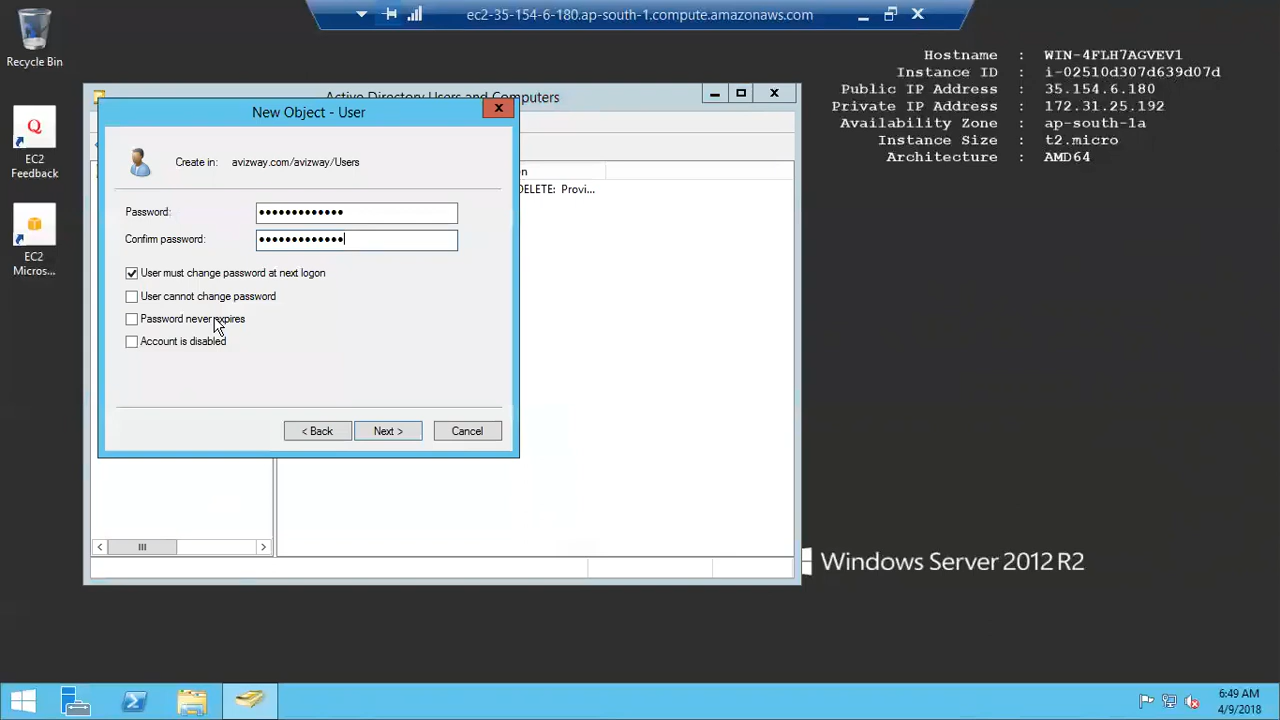 ec2-35-154-6-180.ap-south-1.compute.amazonaws.com
Recycle Bin
EC2
Feedback
EC2
Micros...
Hostname : WIN-4FLH7AGVEV1
Instance ID : i-02510d307d639d07d
Public IP Address : 35.154.6.180
Private IP Address : 172.31.25.192
Availability Zone : ap-south-1a
Instance Size : t2.micro
Architecture : AMD64
Active Directory Users and Computers
New Object - User
Create in: avizway.com/avizway/Users
DELETE: Provi...
Password:
Confirm password:
User must change password at next logon
User cannot change password
Password never expires
Account is disabled
< Back
Next >
Cancel
Windows Server 2012 R2
6:49 AM
4/9/2018